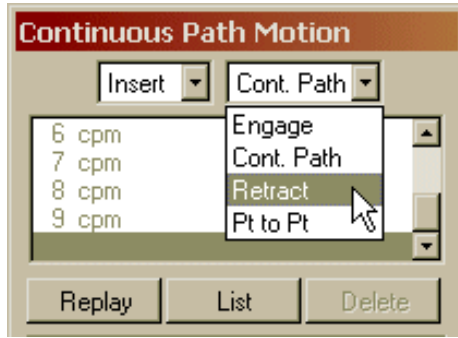 Continuous Path Motion
Insert Cont. Path
6 cpm
7 cpm
8 cpm
9 cpm
Engage
Cont. Path
Retract
Pt to Pt
Replay List Delete